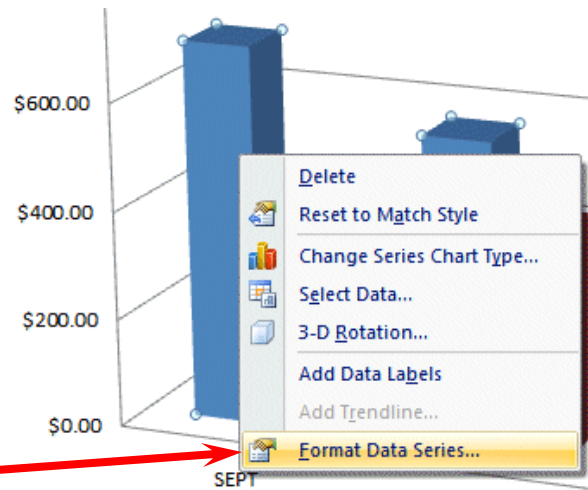 $600.00
Delete
Reset to Match Style
$400.00
Change Series Chart Type...
Select Data...
$200.00
3-D Rotation...
Add Data Labels
Add Trendline...
$0.00
Format Data Series...
SEPT